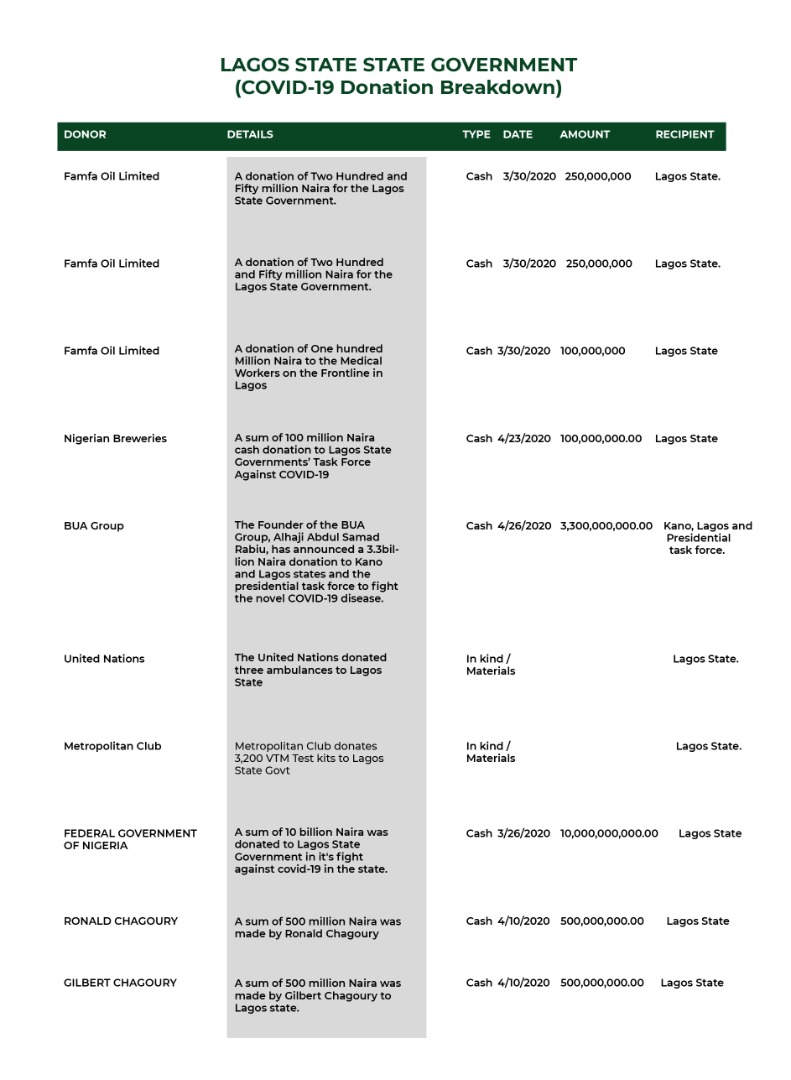 LAGOS STATE STATE GOVERNMENT
(COVID-19 Donation Breakdown)
DONOR DETAILS TYPE DATE AMOUNT RECIPIENT
Famfa Oil Limited A donation of Two Hundred and Cash 3/30/2020 250,000,000 Lagos State.
Fifty million Naira for the Lagos
State Government.
Famfa Oil Limited A donation of Two Hundred Cash 3/30/2020 250,000,000 Lagos State.
and Fifty million Naira for the
Lagos State Government.
Famfa Oil Limited A donation of One hundred Cash 3/30/2020 100,000,000 Lagos State
Million Naira to the Medical
Workers on the Frontline in
Lagos
Nigerian Breweries A sum of 100 million Naira Cash 4/23/2020 100,000,000.00 Lagos State
cash donation to Lagos State
Governments' Task Force
Against COVID-19
BUA Group The Founder of the BUA Cash 4/26/2020 3,300,000,000.00 Kano, Lagos and
Group, Alhaji Abdul Samad Presidential
Rabiu, has announced a 3.3bil- task force.
lion Naira donation to Kano
and Lagos states and the
presidential task force to fight
the novel COVID-19 disease.
United Nations The United Nations donated In kind / Lagos State.
three ambulances to Lagos Materials
State
Metropolitan Club Metropolitan Club donates In kind / Lagos State.
3,200 VTM Test kits to Lagos Materials
State Govt
FEDERAL GOVERNMENT A sum of 10 billion Naira was Cash 3/26/2020 10,000,000,000.00 Lagos State
OF NIGERIA donated to Lagos State
Government in it's fight
against covid-19 in the state.
RONALD CHAGOURY A sum of 500 million Naira was Cash 4/10/2020 500,000,000.00 Lagos State
made by Ronald Chagoury
GILBERT CHAGOURY A sum of 500 million Naira was Cash 4/10/2020 500,000,000.00 Lagos State
made by Gilbert Chagoury to
Lagos state.